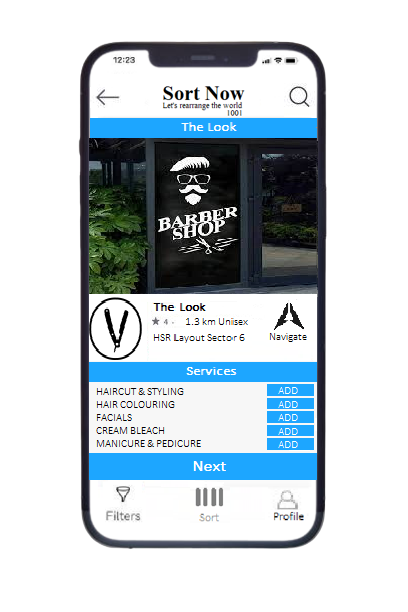 12:23
Sort Now
Let's rearrange the world
1001
The Look
BARBER
SHOP
The Look
★ 4 - 1.3 km Uniisex
HSR Layout Sector 6
Navigate
Services
HAIRCUT & STYLING ADD
HAIR COLOURING ADD
FACIALS ADD
CREAM BLEACH ADD
MANICURE & PEDICURE ADD
Next
Filters Sort Profile